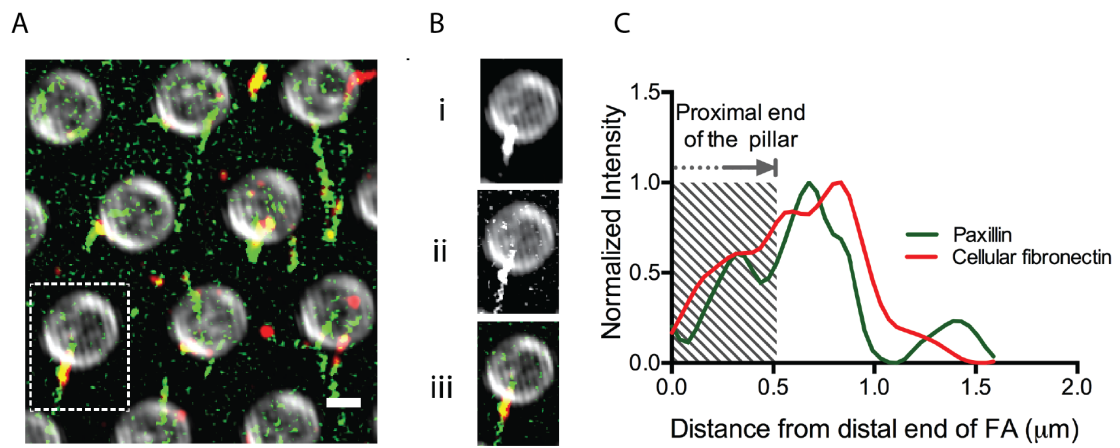 A
B
C
i
ii
iii
1.5
1.0
0.5
0.0
Normalized Intensity
Proximal end
of the pillar
Paxillin
Cellular fibronectin
0.0
0.5
1.0
1.5
2.0
Distance from distal end of FA (μm)